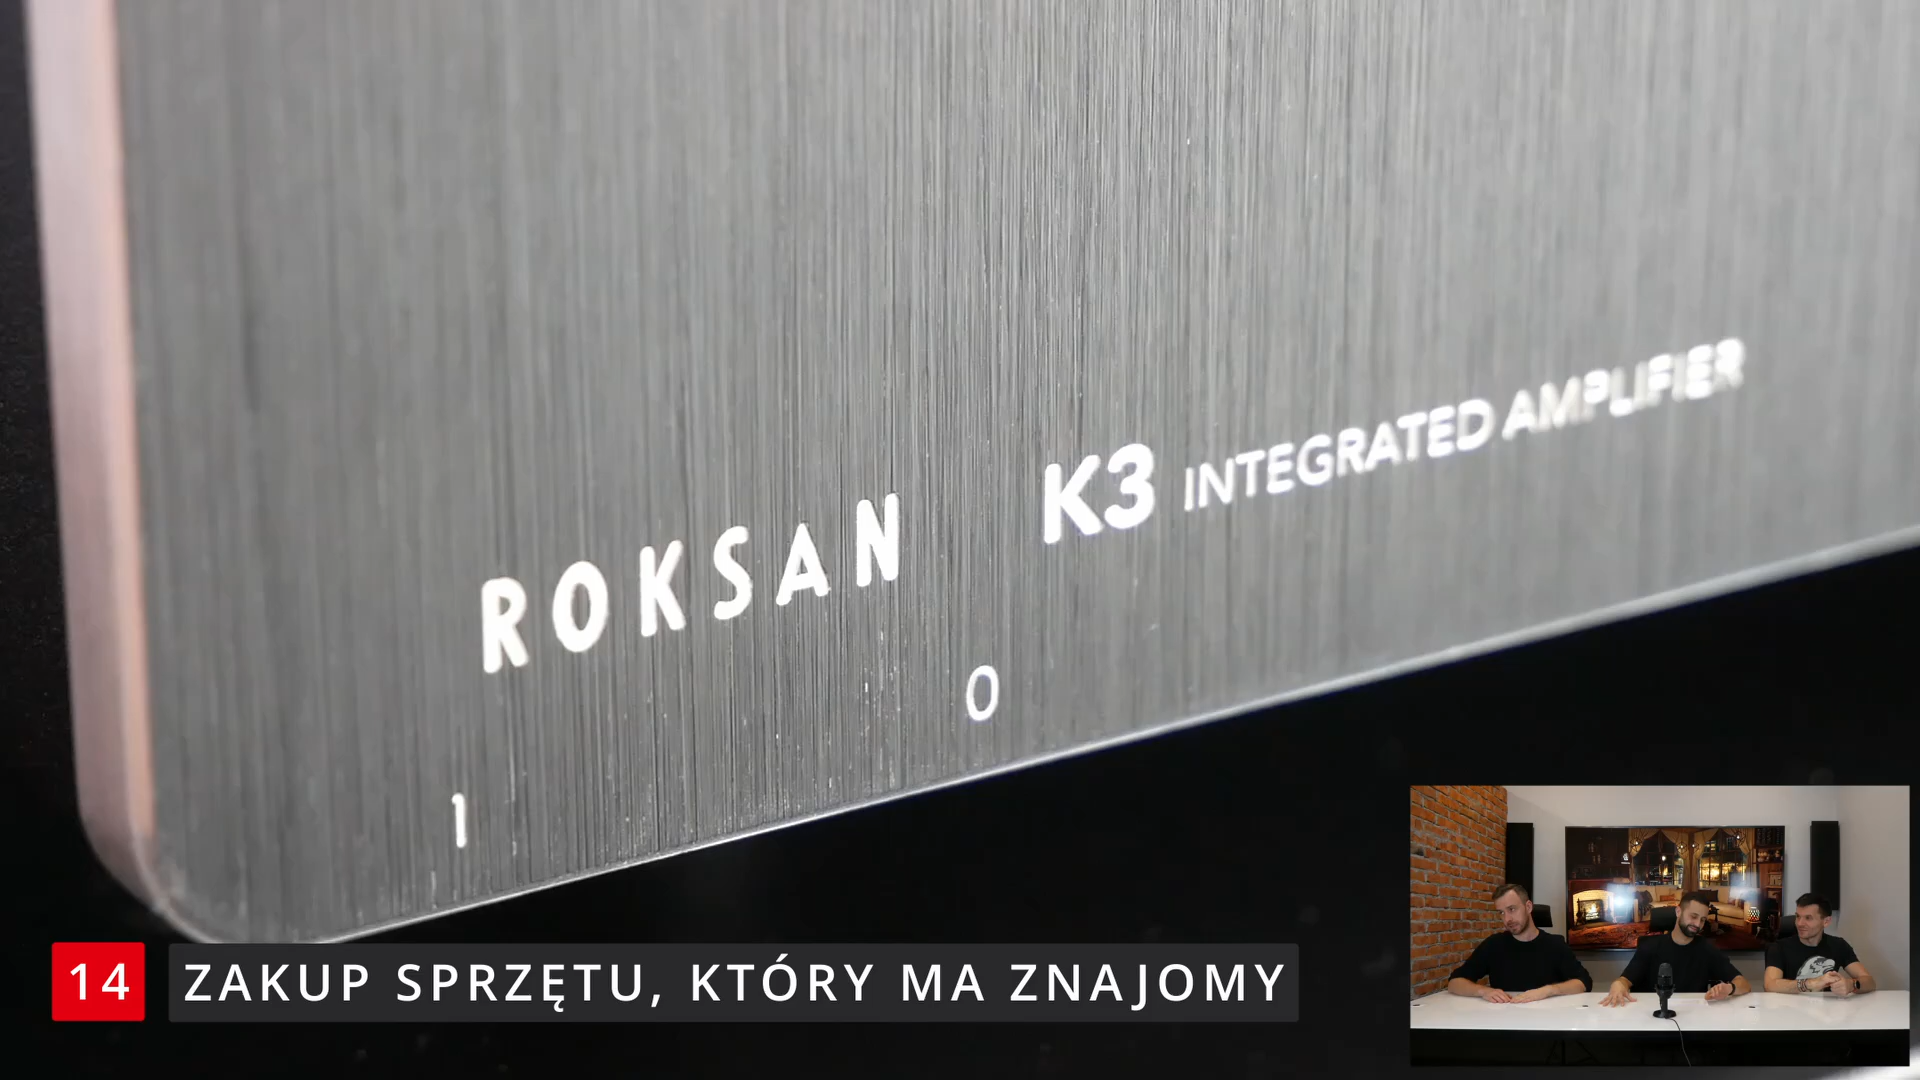 ROKSAN K3 INTEGRATED AMPLIFIER
1 0
14 ZAKUP SPRZĘTU, KTÓRY MA ZNAJOMY